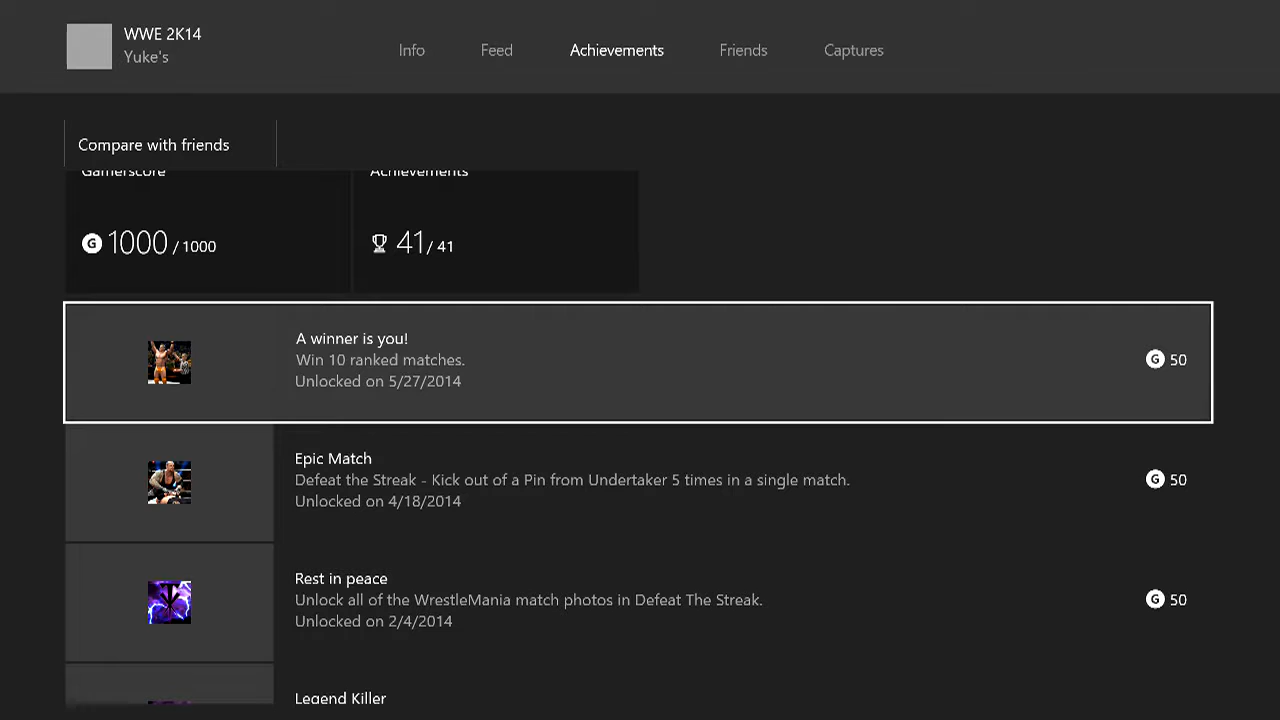 WWE 2K14
Yuke's
Info
Feed
Achievements
Friends
Captures
Compare with friends
Gamerscore
Achievements
G 1000 / 1000
41 / 41
A winner is you!
Win 10 ranked matches.
Unlocked on 5/27/2014
G 50
Epic Match
Defeat the Streak - Kick out of a Pin from Undertaker 5 times in a single match.
Unlocked on 4/18/2014
G 50
Rest in peace
Unlock all of the WrestleMania match photos in Defeat The Streak.
Unlocked on 2/4/2014
G 50
Legend Killer